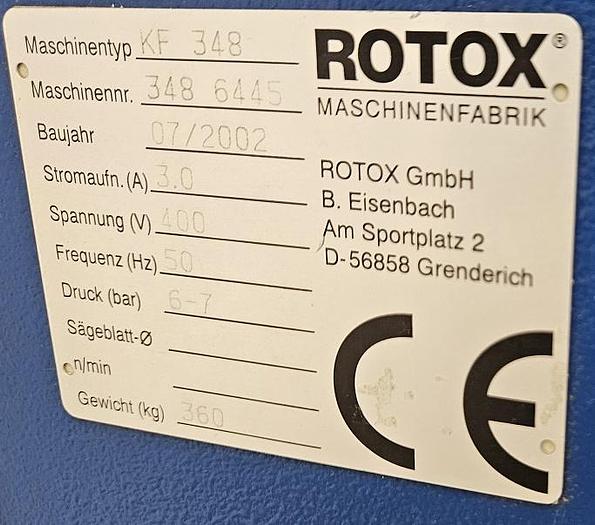 Maschinentyp KF 348
Maschinennr. 348 6445
Baujahr 07/2002
Stromaufn. (A) 3.0
Spannung (V) 400
Frequenz (Hz) 50
Druck (bar) 6-7
Sägeblatt-Ø
n/min
Gewicht (kg) 360
ROTOX®
MASCHINENFABRIK
ROTOX GmbH
B. Eisenbach
Am Sportplatz 2
D-56858 Grenderich
CE